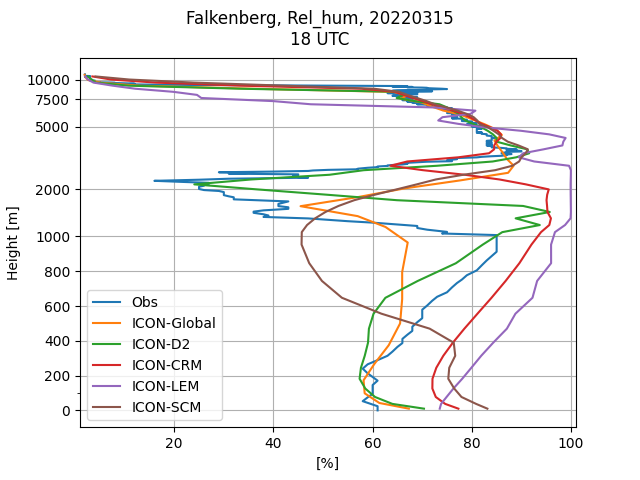 Falkenberg, Rel_hum, 20220315
18 UTC
10000
7500
5000
2000
1000
800
600
400
200
0
Height [m]
Obs
ICON-Global
ICON-D2
ICON-CRM
ICON-LEM
ICON-SCM
20 40 60 80 100
[%]